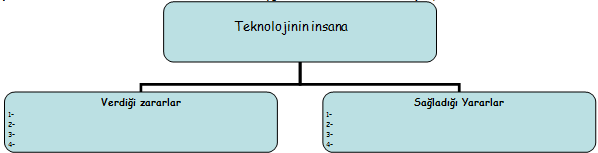 Teknolojinin insana
Verdiği zararlar
1-
2-
3-
4-
Sağladığı Yararlar
1-
2-
3-
4-